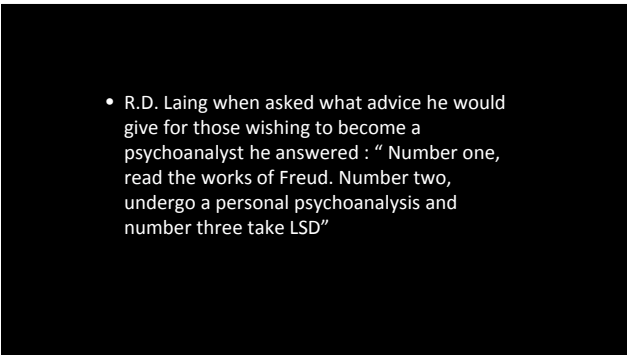 • R.D. Laing when asked what advice he would
give for those wishing to become a
psychoanalyst he answered : “ Number one,
read the works of Freud. Number two,
undergo a personal psychoanalysis and
number three take LSD”